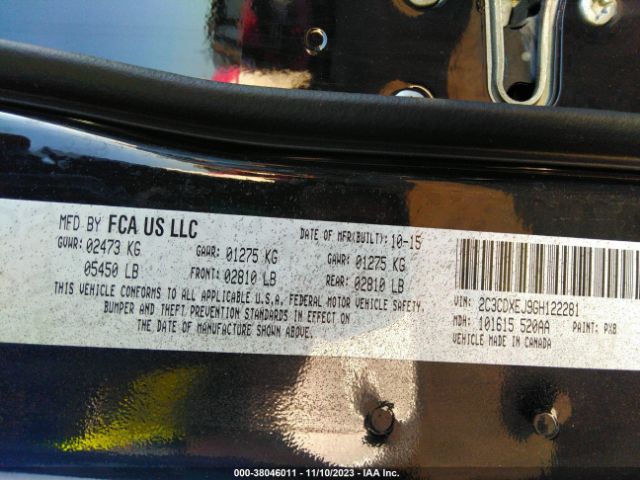 MFD BY FCA US LLC DATE OF MFR(BUILT): 10-15
GVWR: 02473 KG GAWR: 01275 KG GAWR: 01275 KG
05450 LB FRONT: 02810 LB REAR: 02810 LB
THIS VEHICLE CONFORMS TO ALL APPLICABLE U.S.A. FEDERAL MOTOR VEHICLE SAFETY,
BUMPER AND THEFT PREVENTION STANDARDS IN EFFECT ON
THE DATE OF MANUFACTURE SHOWN ABOVE.
VIN: 2C3CDXEJ9GH122281
MDH: 101615 520AA PAINT: PX8
VEHICLE MADE IN CANADA
000-38046011 — 11/10/2023 — IAA Inc.